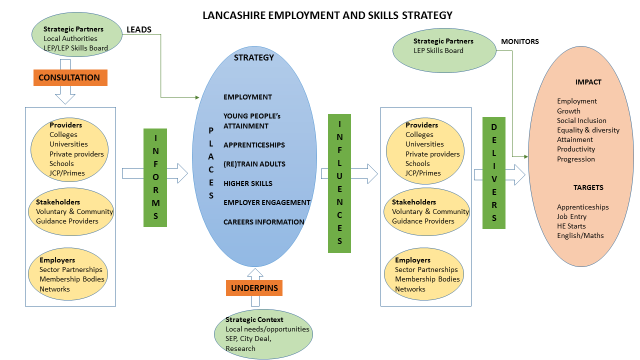 LANCASHIRE EMPLOYMENT AND SKILLS STRATEGY
Strategic Partners
Local Authorities
LEP/LEP Skills Board
LEADS
CONSULTATION
Providers
Colleges
Universities
Private providers
Schools
JCP/Primes
Stakeholders
Voluntary & Community
Guidance Providers
Employers
Sector Partnerships
Membership Bodies
Networks
INFORMS
STRATEGY
PLACES
EMPLOYMENT
YOUNG PEOPLE's
ATTAINMENT
APPRENTICESHIPS
(RE)TRAIN ADULTS
HIGHER SKILLS
EMPLOYER ENGAGEMENT
CAREERS INFORMATION
UNDERPINS
Strategic Context
Local needs/opportunities
SEP, City Deal,
Research
INFLUENCES
Strategic Partners
LEP Skills Board
MONITORS
Providers
Colleges
Universities
Private providers
Schools
JCP/Primes
Stakeholders
Voluntary & Community
Guidance Providers
Employers
Sector Partnerships
Membership Bodies
Networks
DELIVERS
IMPACT
Employment
Growth
Social Inclusion
Equality & diversity
Attainment
Productivity
Progression
TARGETS
Apprenticeships
Job Entry
HE Starts
English/Maths